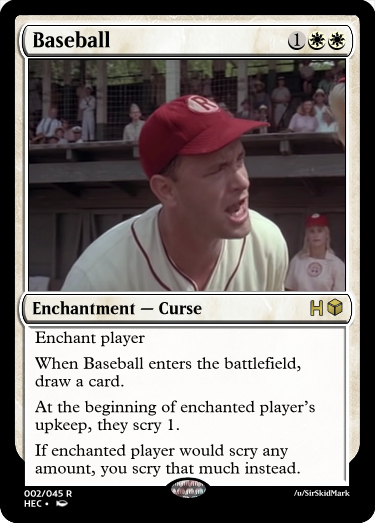 Baseball 1
R
Enchantment — Curse H
Enchant player
When Baseball enters the battlefield,
draw a card.
At the beginning of enchanted player's
upkeep, they scry 1.
If enchanted player would scry any
amount, you scry that much instead.
002/045 R
HEC • /u/SirSkidMark